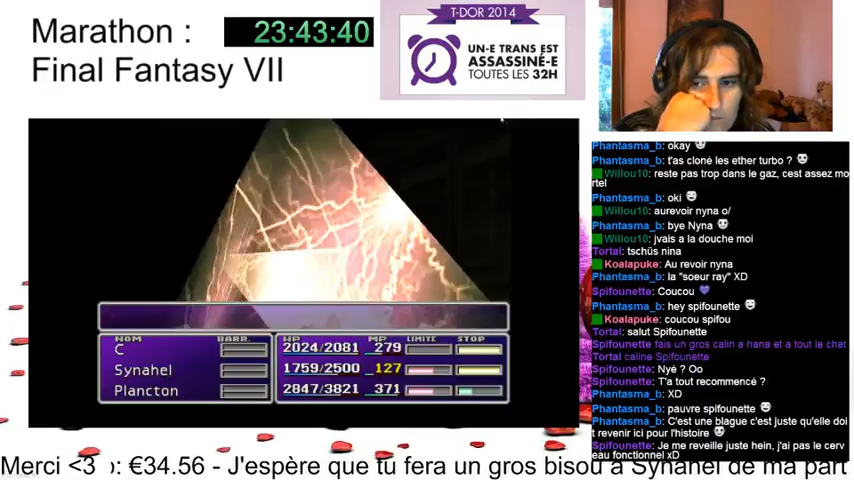 Marathon :
Final Fantasy VII
23:43:40
T-DOR 2014
UN-E TRANS EST
ASSASSINÉ-E
TOUTES LES 32H
NOM BARR. HP MP LIMITE STOP
C 2024/2081 279
Synahel 1759/2500 127
Plancton 2847/3821 371
Phantasma_b: okay
Phantasma_b: t'as cloné les ether turbo ?
Willou10: reste pas trop dans le gaz, cest assez mo
rtel
Phantasma_b: oki
Willou10: aurevoir nyna o/
Phantasma_b: bye Nyna
Willou10: jvais a la douche moi
Tortal: tschüs nina
Koalapuke: Au revoir nyna
Phantasma_b: la "soeur ray" XD
Spifounette: Coucou
Phantasma_b: hey spifounette
Koalapuke: coucou spifou
Tortal: salut Spifounette
Spifounette fais un gros calin a hana et a tout le chat
Tortal caline Spifounette
Spifounette: Nyé ? Oo
Spifounette: T'a tout recommencé ?
Phantasma_b: XD
Phantasma_b: pauvre spifounette
Phantasma_b: C'est une blague c'est juste qu'elle doi
t revenir ici pour l'histoire
Spifounette: Je me reveille juste hein, j'ai pas le cerv
eau fonctionnel xD
Merci <3 : €34.56 - J'espère que tu fera un gros bisou a Synahel de ma part